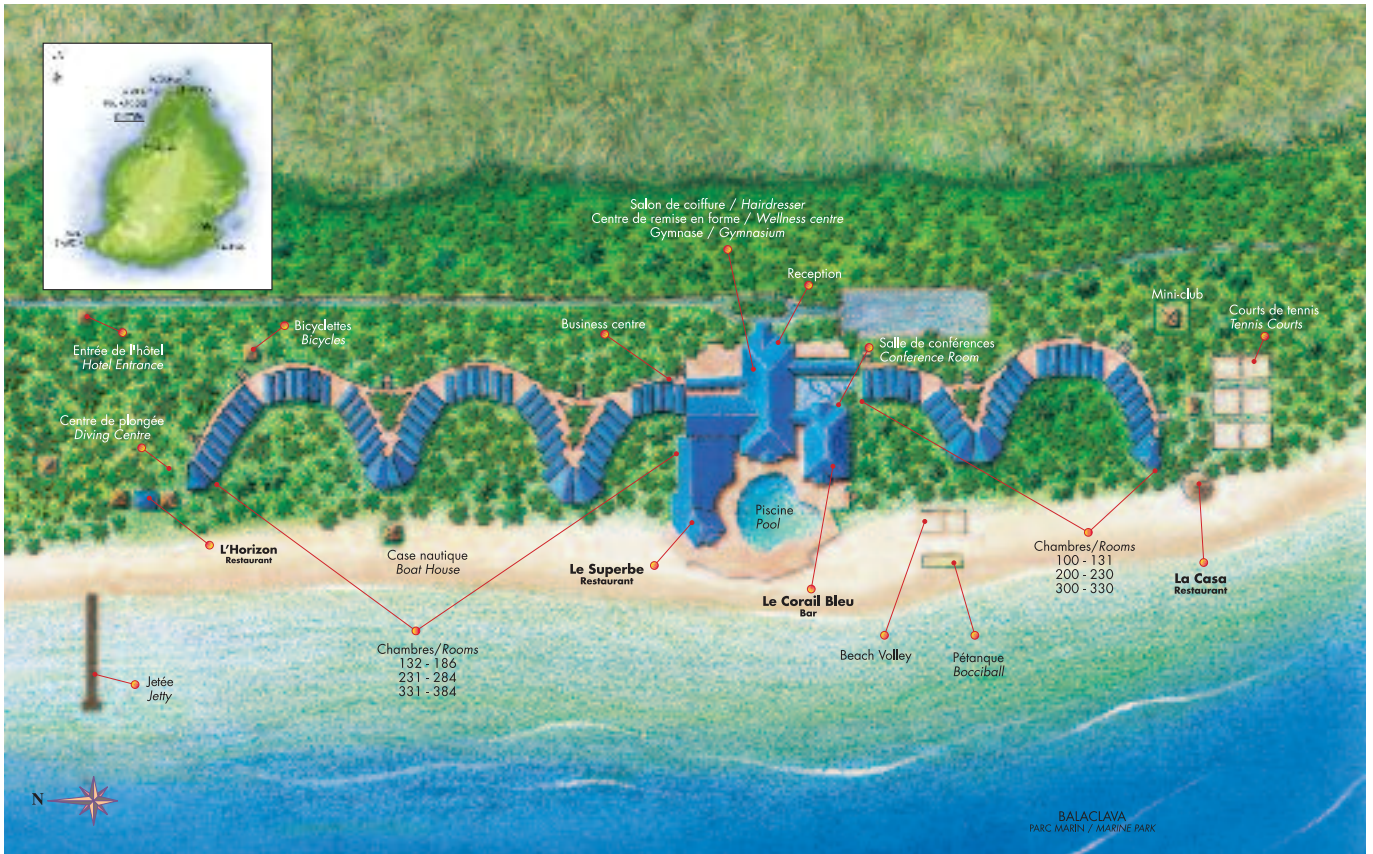 Salon de coiffure / Hairdresser
Centre de remise en forme / Wellness centre
Gymnase / Gymnasium
Reception
Mini-club
Courts de tennis
Tennis Courts
Bicyclettes
Bicycles
Business centre
Entrée de l'hôtel
Hotel Entrance
Salle de conférences
Conference Room
Centre de plongée
Diving Centre
Piscine
Pool
L'Horizon
Restaurant
Case nautique
Boat House
Le Superbe
Restaurant
Le Corail Bleu
Bar
Chambres/Rooms
100 - 131
200 - 230
300 - 330
La Casa
Restaurant
Chambres/Rooms
132 - 186
231 - 284
331 - 384
Beach Volley
Pétanque
Bocciball
Jetée
Jetty
N
BALACLAVA
PARC MARIN / MARINE PARK